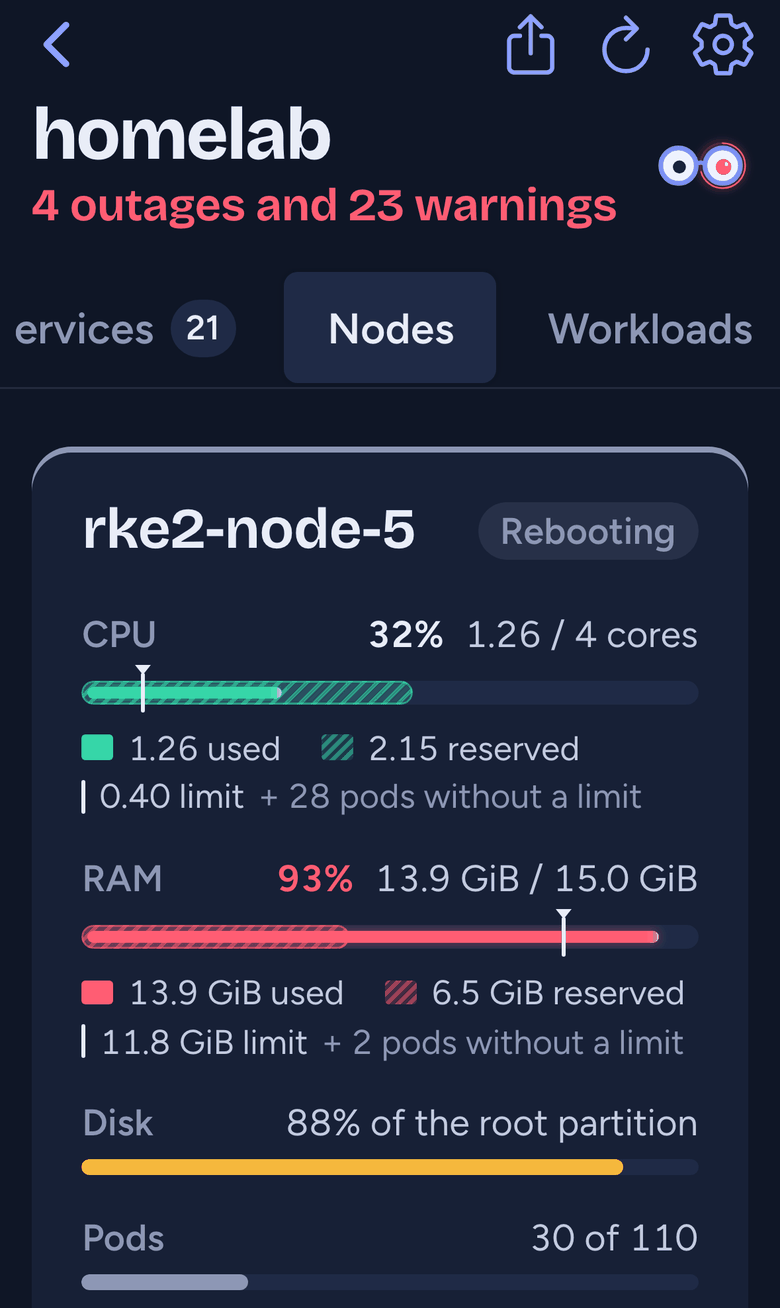 homelab
4 outages and 23 warnings
ervices 21 Nodes Workloads
rke2-node-5 Rebooting
CPU 32% 1.26 / 4 cores
1.26 used 2.15 reserved
0.40 limit + 28 pods without a limit
RAM 93% 13.9 GiB / 15.0 GiB
13.9 GiB used 6.5 GiB reserved
11.8 GiB limit + 2 pods without a limit
Disk 88% of the root partition
Pods 30 of 110